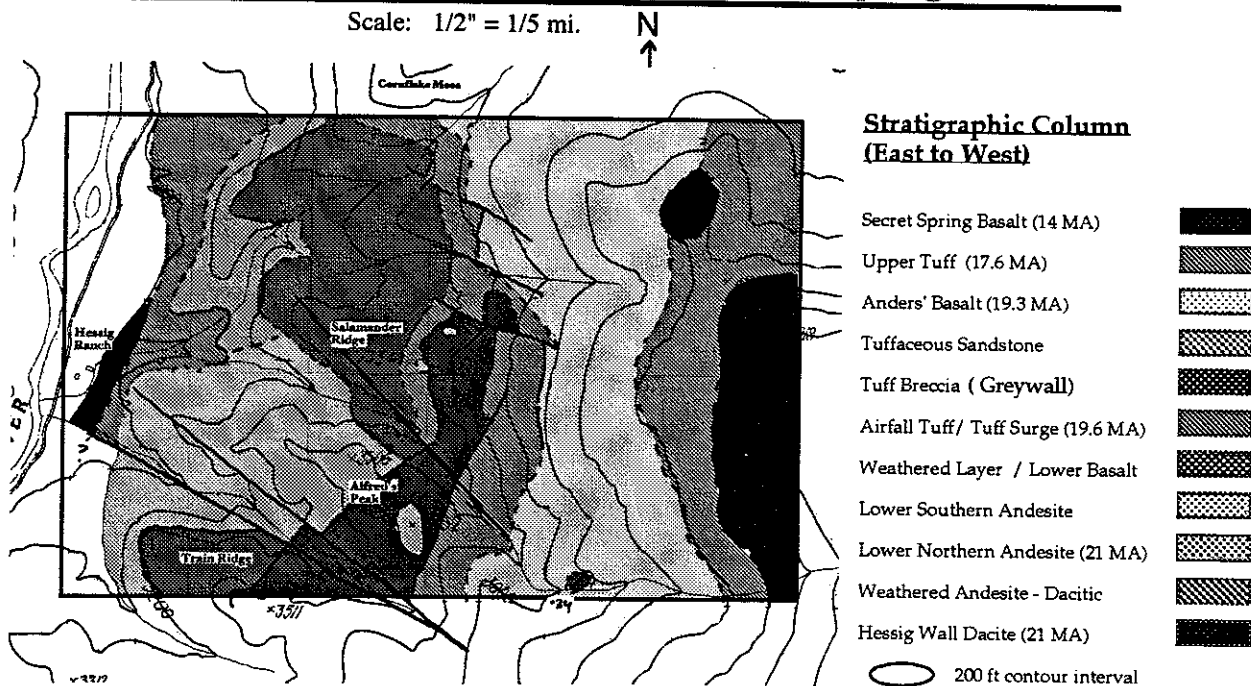 Scale: 1/2" = 1/5 mi.
N
Cornflake Mesa
Stratigraphic Column
(East to West)
Secret Spring Basalt (14 MA)
Upper Tuff (17.6 MA)
Anders' Basalt (19.3 MA)
Hessig
Ranch
Salamander
Ridge
Tuffaceous Sandstone
Tuff Breccia ( Greywall)
Airfall Tuff/ Tuff Surge (19.6 MA)
Weathered Layer / Lower Basalt
Alfred's
Peak
Lower Southern Andesite
Lower Northern Andesite (21 MA)
Train Ridge
Weathered Andesite - Dacitic
x3511
Hessig Wall Dacite (21 MA)
200 ft contour interval
ER